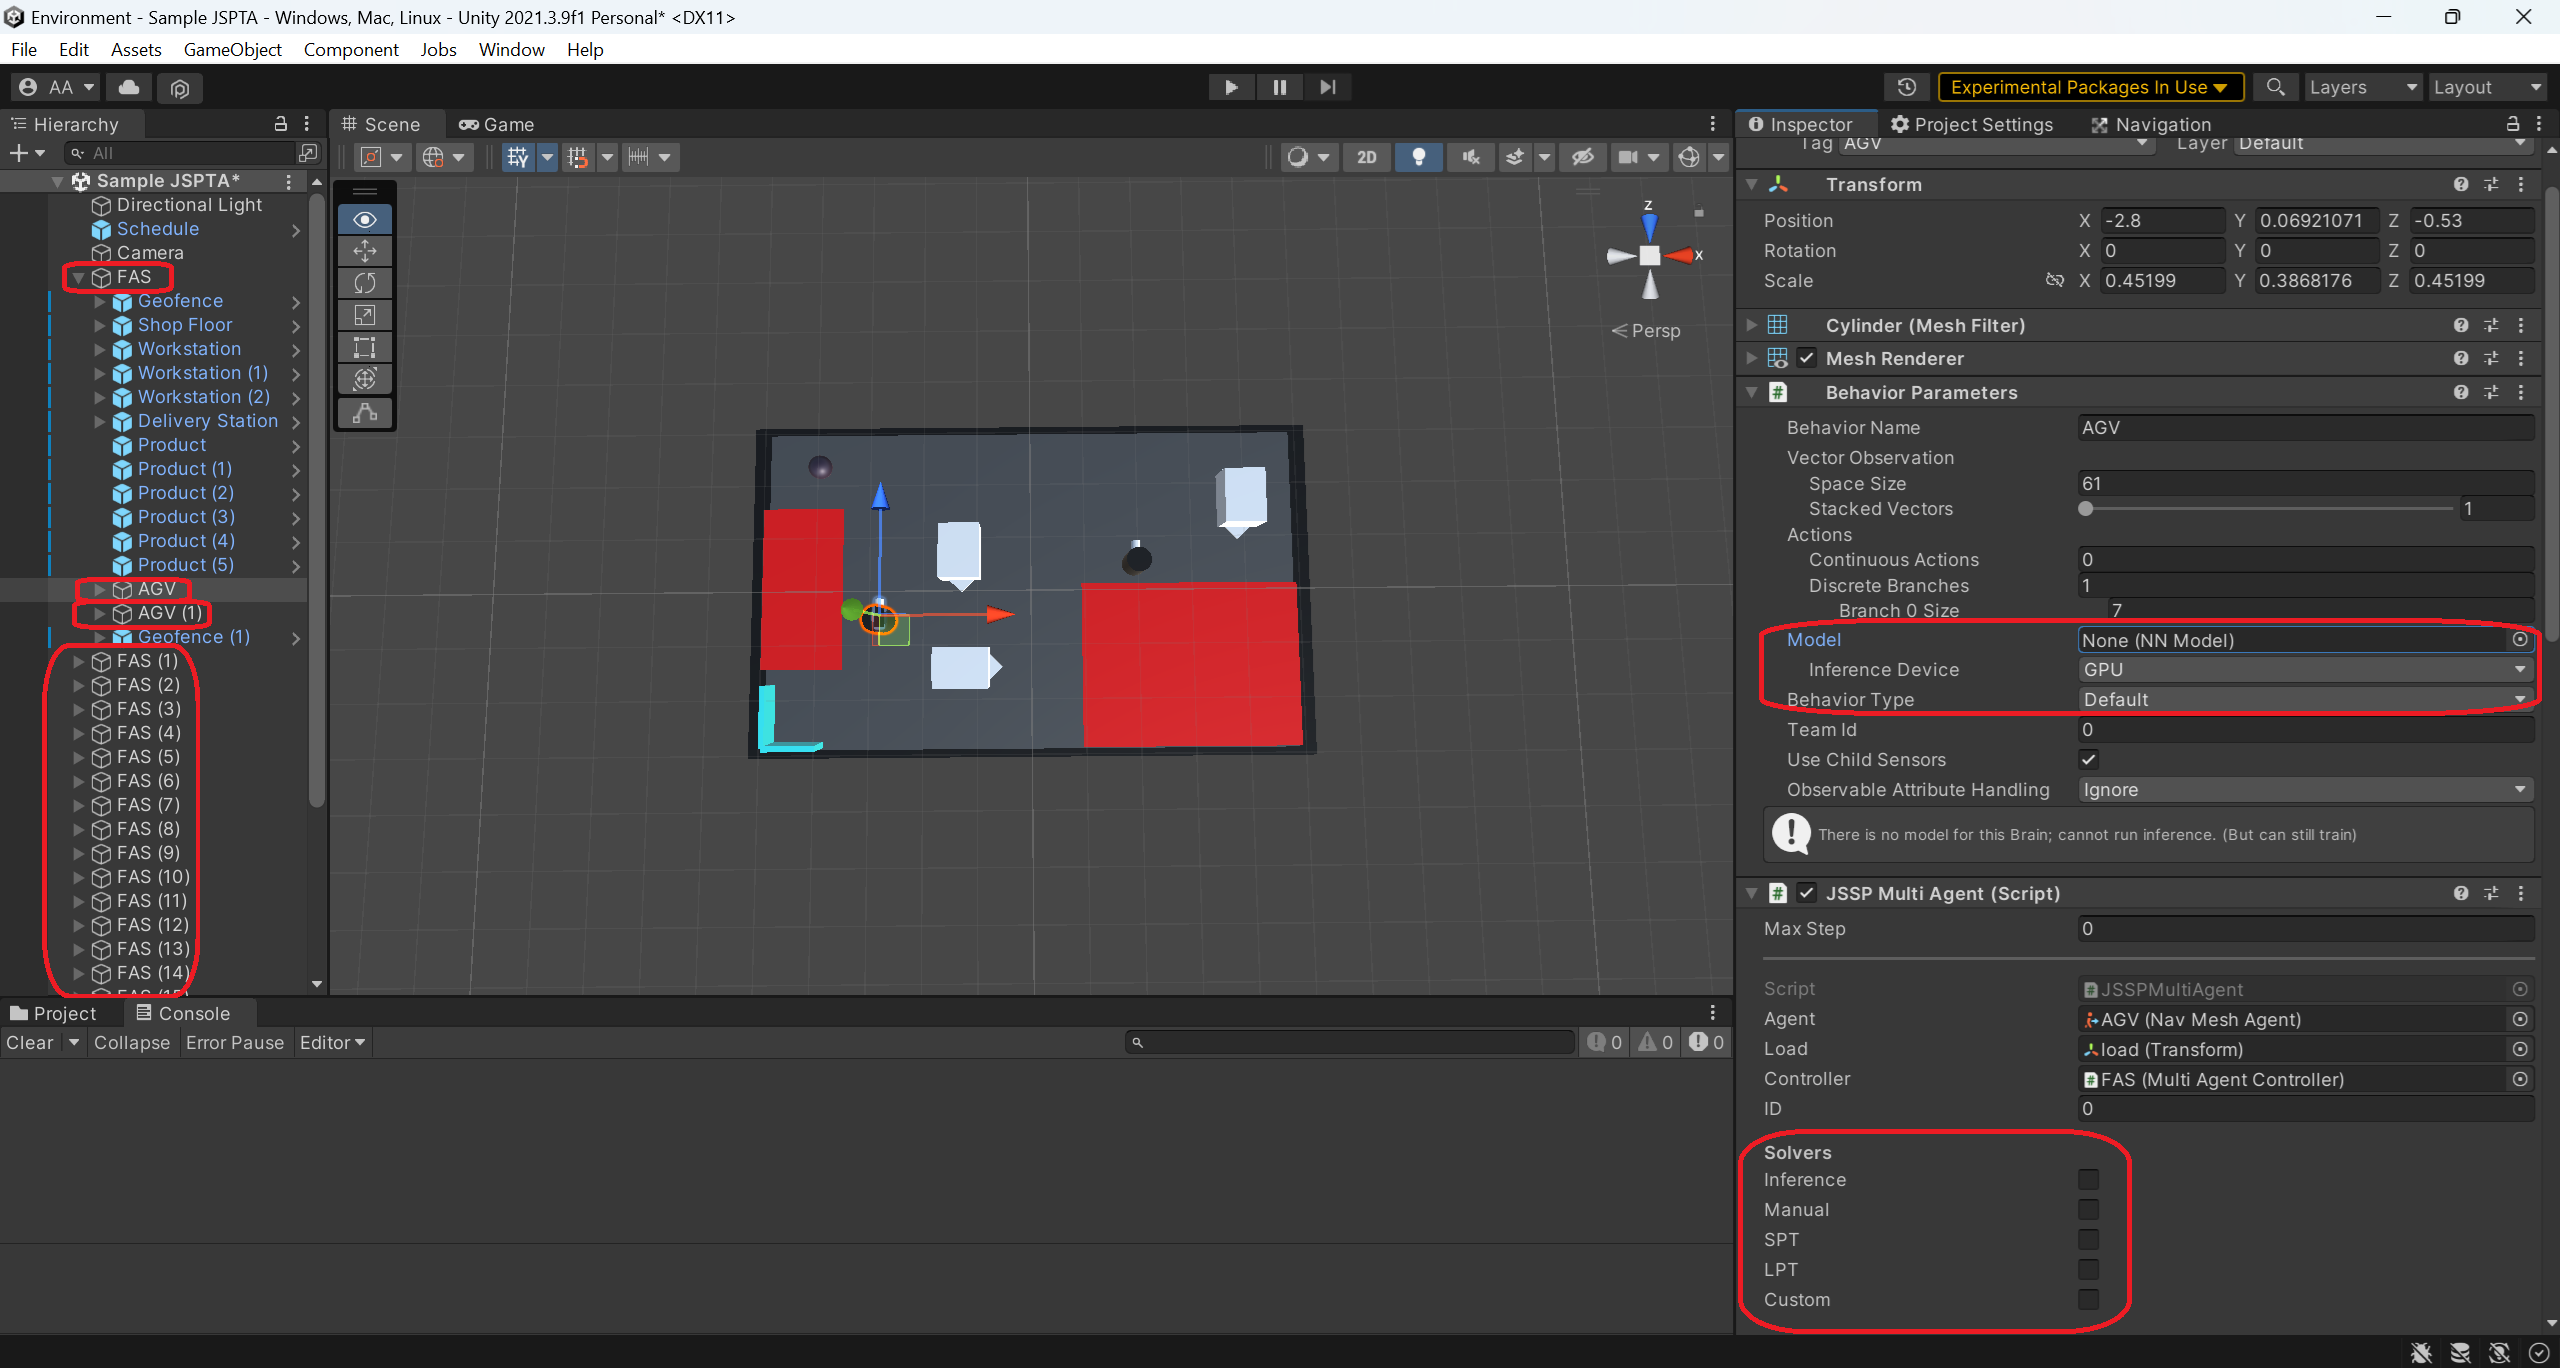 Environment - Sample JSPTA - Windows, Mac, Linux - Unity 2021.3.9f1 Personal* <DX11>
File Edit Assets GameObject Component Jobs Window Help
AA
Experimental Packages In Use
Layers
Layout
Hierarchy
All
Sample JSPTA*
Directional Light
Schedule
Camera
FAS
Geofence
Shop Floor
Workstation
Workstation (1)
Workstation (2)
Delivery Station
Product
Product (1)
Product (2)
Product (3)
Product (4)
Product (5)
AGV
AGV (1)
Geofence (1)
FAS (1)
FAS (2)
FAS (3)
FAS (4)
FAS (5)
FAS (6)
FAS (7)
FAS (8)
FAS (9)
FAS (10)
FAS (11)
FAS (12)
FAS (13)
FAS (14)
Scene Game
2D
z
x
Persp
Project Console
Clear Collapse Error Pause Editor
0 0 0
Inspector Project Settings Navigation
Tag AGV Layer Default
Transform
Position X -2.8 Y 0.06921071 Z -0.53
Rotation X 0 Y 0 Z 0
Scale X 0.45199 Y 0.3868176 Z 0.45199
Cylinder (Mesh Filter)
Mesh Renderer
Behavior Parameters
Behavior Name AGV
Vector Observation
Space Size 61
Stacked Vectors 1
Actions
Continuous Actions 0
Discrete Branches 1
Branch 0 Size 7
Model None (NN Model)
Inference Device GPU
Behavior Type Default
Team Id 0
Use Child Sensors
Observable Attribute Handling Ignore
There is no model for this Brain; cannot run inference. (But can still train)
JSSP Multi Agent (Script)
Max Step 0
Script JSSPMultiAgent
Agent AGV (Nav Mesh Agent)
Load load (Transform)
Controller FAS (Multi Agent Controller)
ID 0
Solvers
Inference
Manual
SPT
LPT
Custom